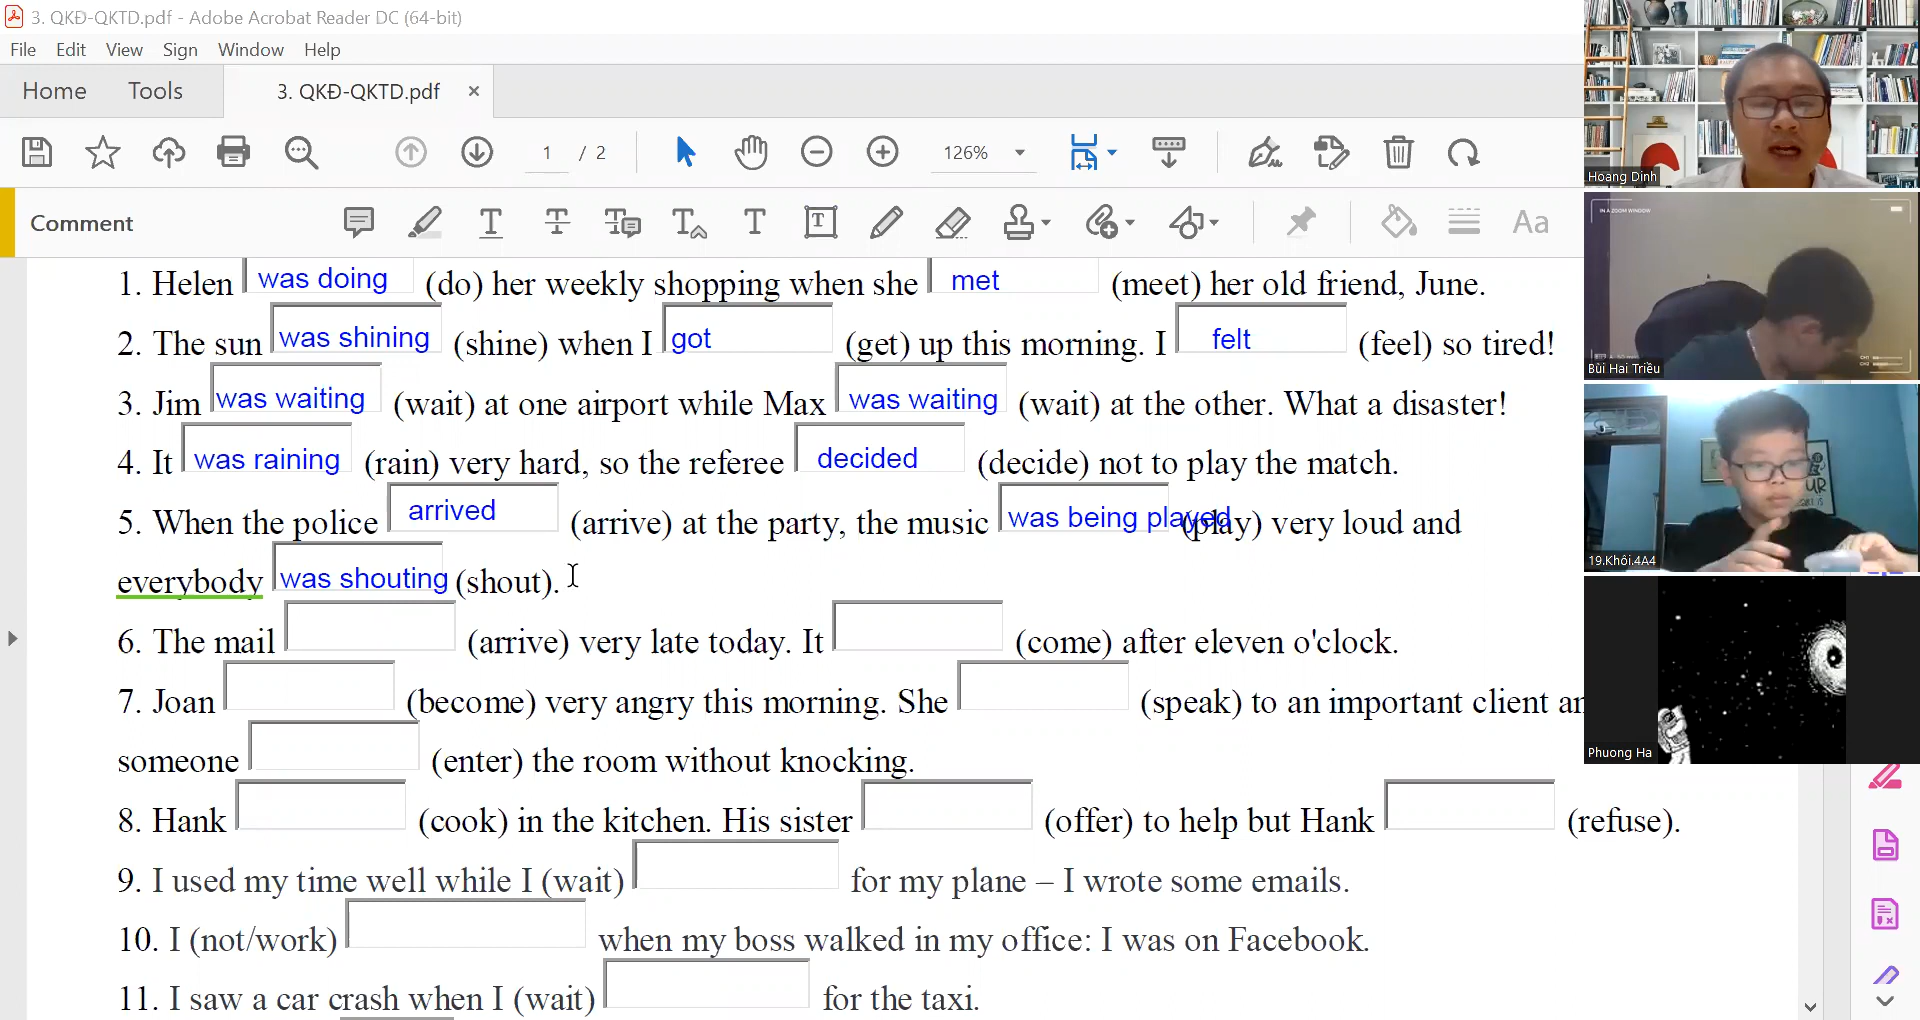 3. QKĐ-QKTD.pdf - Adobe Acrobat Reader DC (64-bit)
File Edit View Sign Window Help
Home Tools 3. QKĐ-QKTD.pdf ×
1 / 2 126%
Comment Aa
1. Helen was doing (do) her weekly shopping when she met (meet) her old friend, June.
2. The sun was shining (shine) when I got (get) up this morning. I felt (feel) so tired!
3. Jim was waiting (wait) at one airport while Max was waiting (wait) at the other. What a disaster!
4. It was raining (rain) very hard, so the referee decided (decide) not to play the match.
5. When the police arrived (arrive) at the party, the music was being played (play) very loud and
everybody was shouting (shout).
6. The mail (arrive) very late today. It (come) after eleven o'clock.
7. Joan (become) very angry this morning. She (speak) to an important client an
someone (enter) the room without knocking.
8. Hank (cook) in the kitchen. His sister (offer) to help but Hank (refuse).
9. I used my time well while I (wait) for my plane – I wrote some emails.
10. I (not/work) when my boss walked in my office: I was on Facebook.
11. I saw a car crash when I (wait) for the taxi.
Hoang Dinh
IN A ZOOM WINDOW
Bùi Hai Triều
19.Khôi.4A4
Phuong Ha